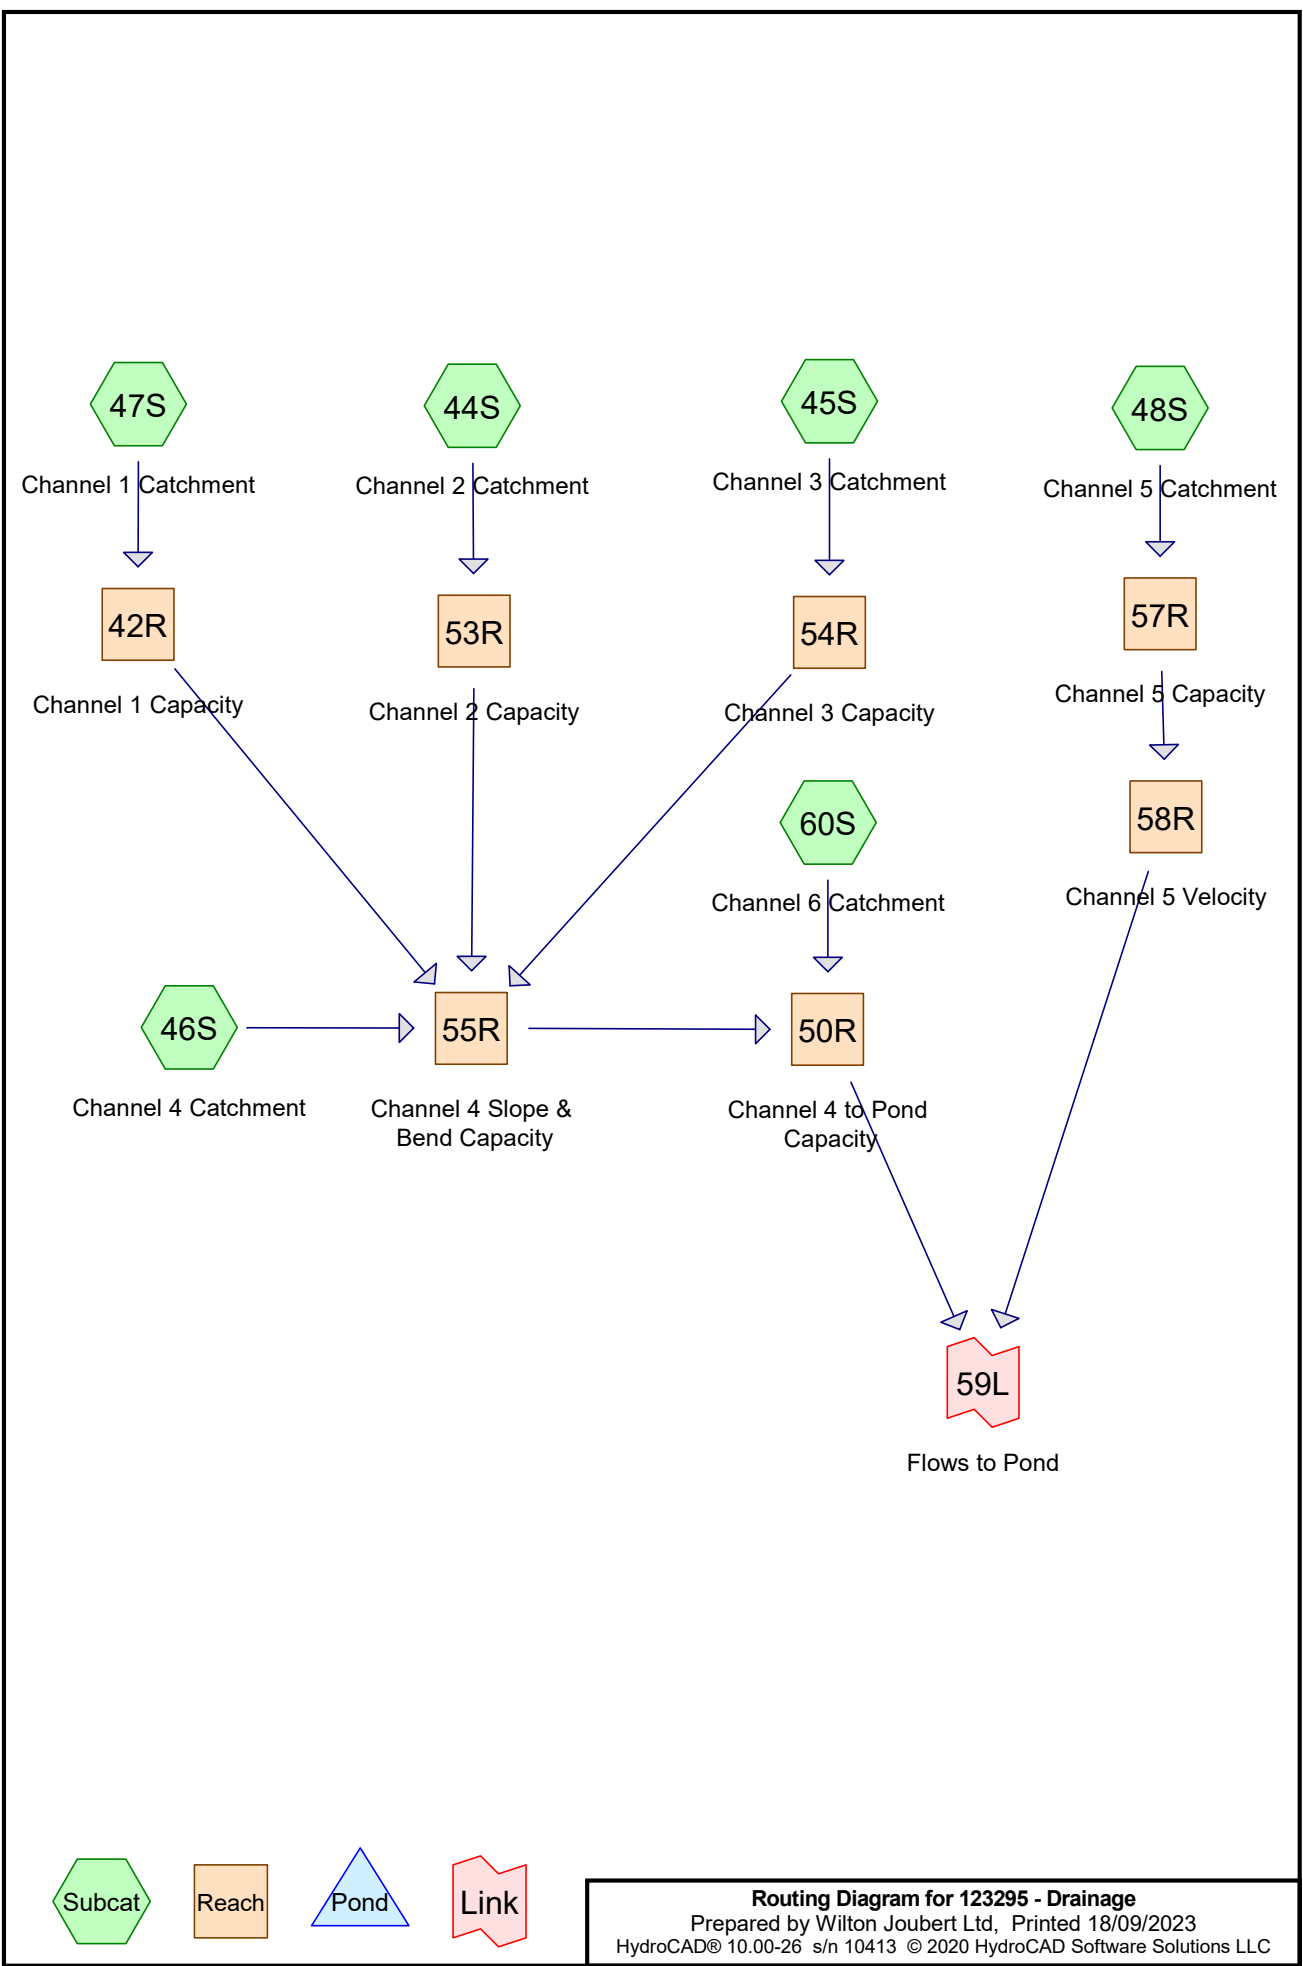 47S
44S
45S
48S
Channel 1 Catchment
Channel 2 Catchment
Channel 3 Catchment
Channel 5 Catchment
42R
53R
54R
57R
Channel 1 Capacity
Channel 2 Capacity
Channel 3 Capacity
Channel 5 Capacity
60S
58R
Channel 6 Catchment
Channel 5 Velocity
46S
55R
50R
Channel 4 Catchment
Channel 4 Slope &
Bend Capacity
Channel 4 to Pond
Capacity
59L
Flows to Pond
Subcat
Reach
Pond
Link
Routing Diagram for 123295 - Drainage
Prepared by Wilton Joubert Ltd, Printed 18/09/2023
HydroCAD® 10.00-26 s/n 10413 © 2020 HydroCAD Software Solutions LLC